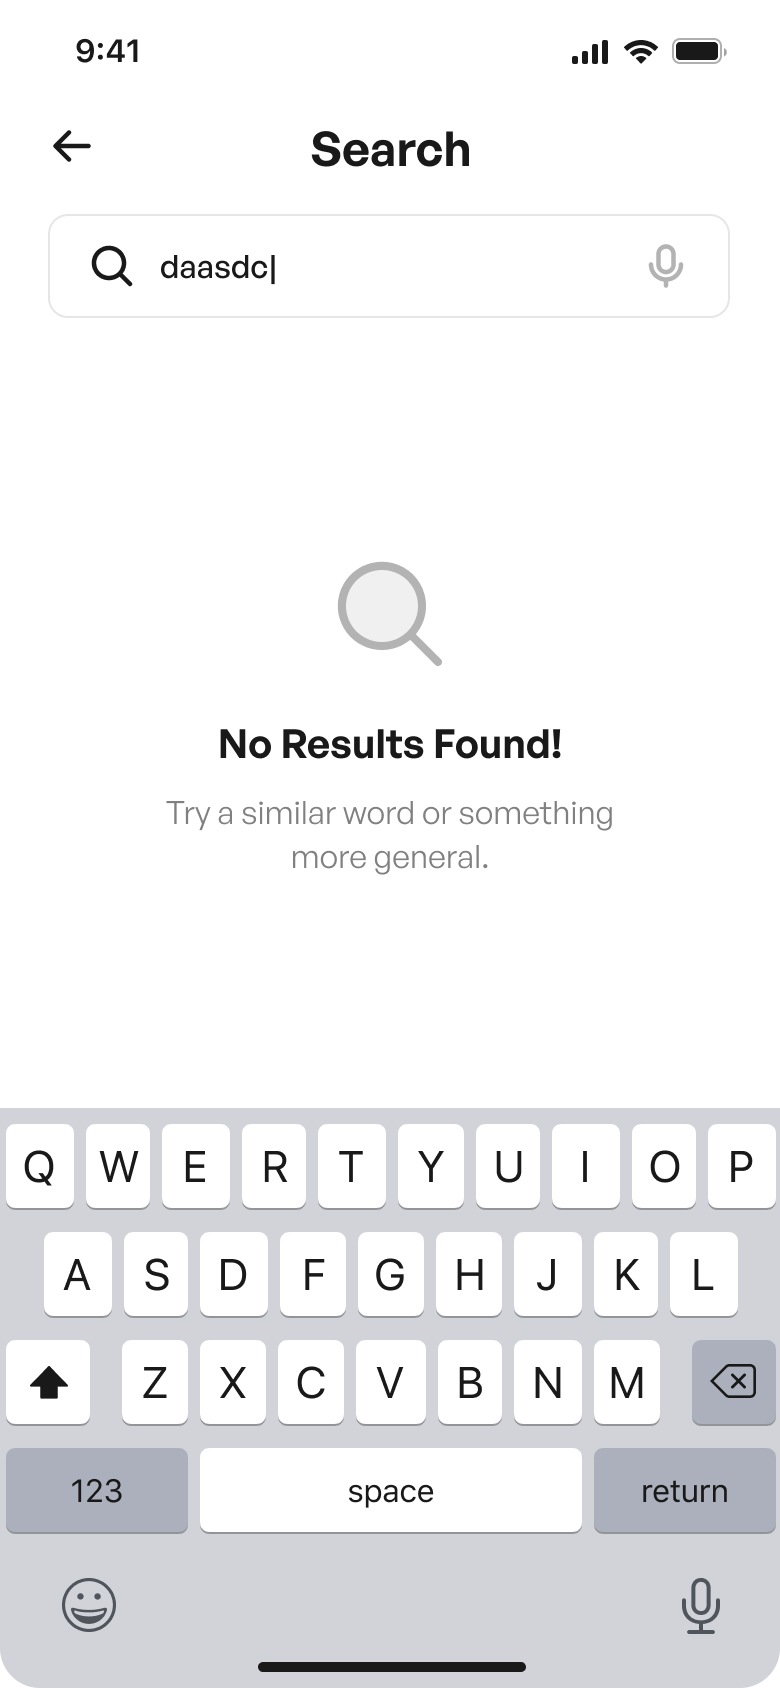 9:41
Search
daasdc
No Results Found!
Try a similar word or something
more general.
Q W E R T Y U I O P
A S D F G H J K L
Z X C V B N M
123 space return